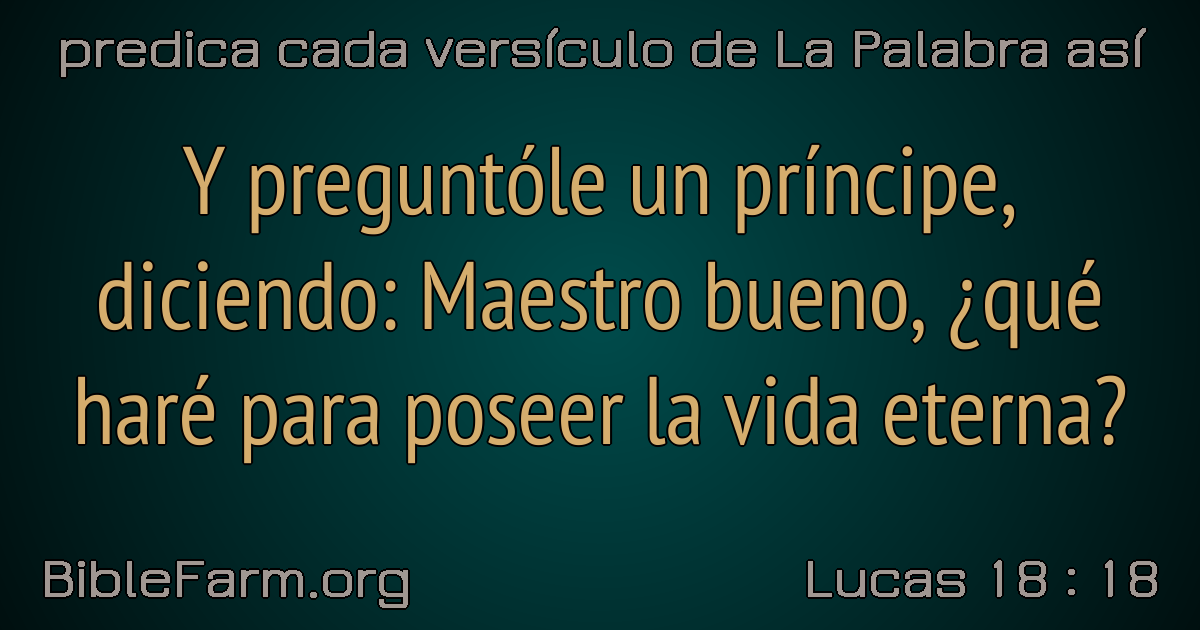 predica cada versículo de La Palabra así
Y preguntóle un príncipe,
diciendo: Maestro bueno, ¿qué
haré para poseer la vida eterna?
BibleFarm.org
Lucas 18 : 18